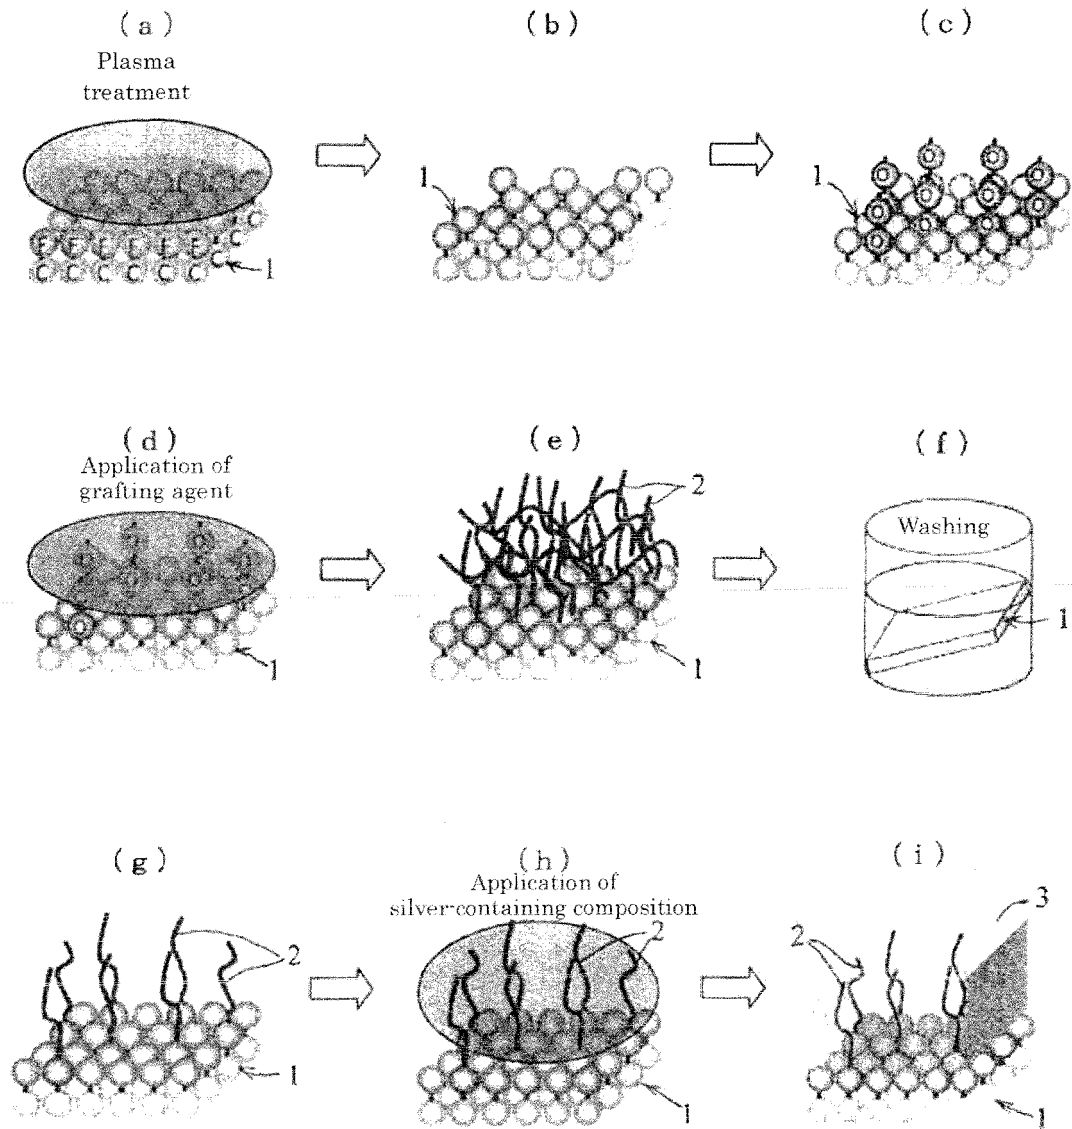 (a)
Plasma
treatment
F F F F F F
C C C C C C
C
C
1
(b)
1
(c)
1
(d)
Application of
grafting agent
1
(e)
2
1
(f)
Washing
1
(g)
2
1
(h)
Application of
silver-containing composition
2
1
(i)
3
2
1